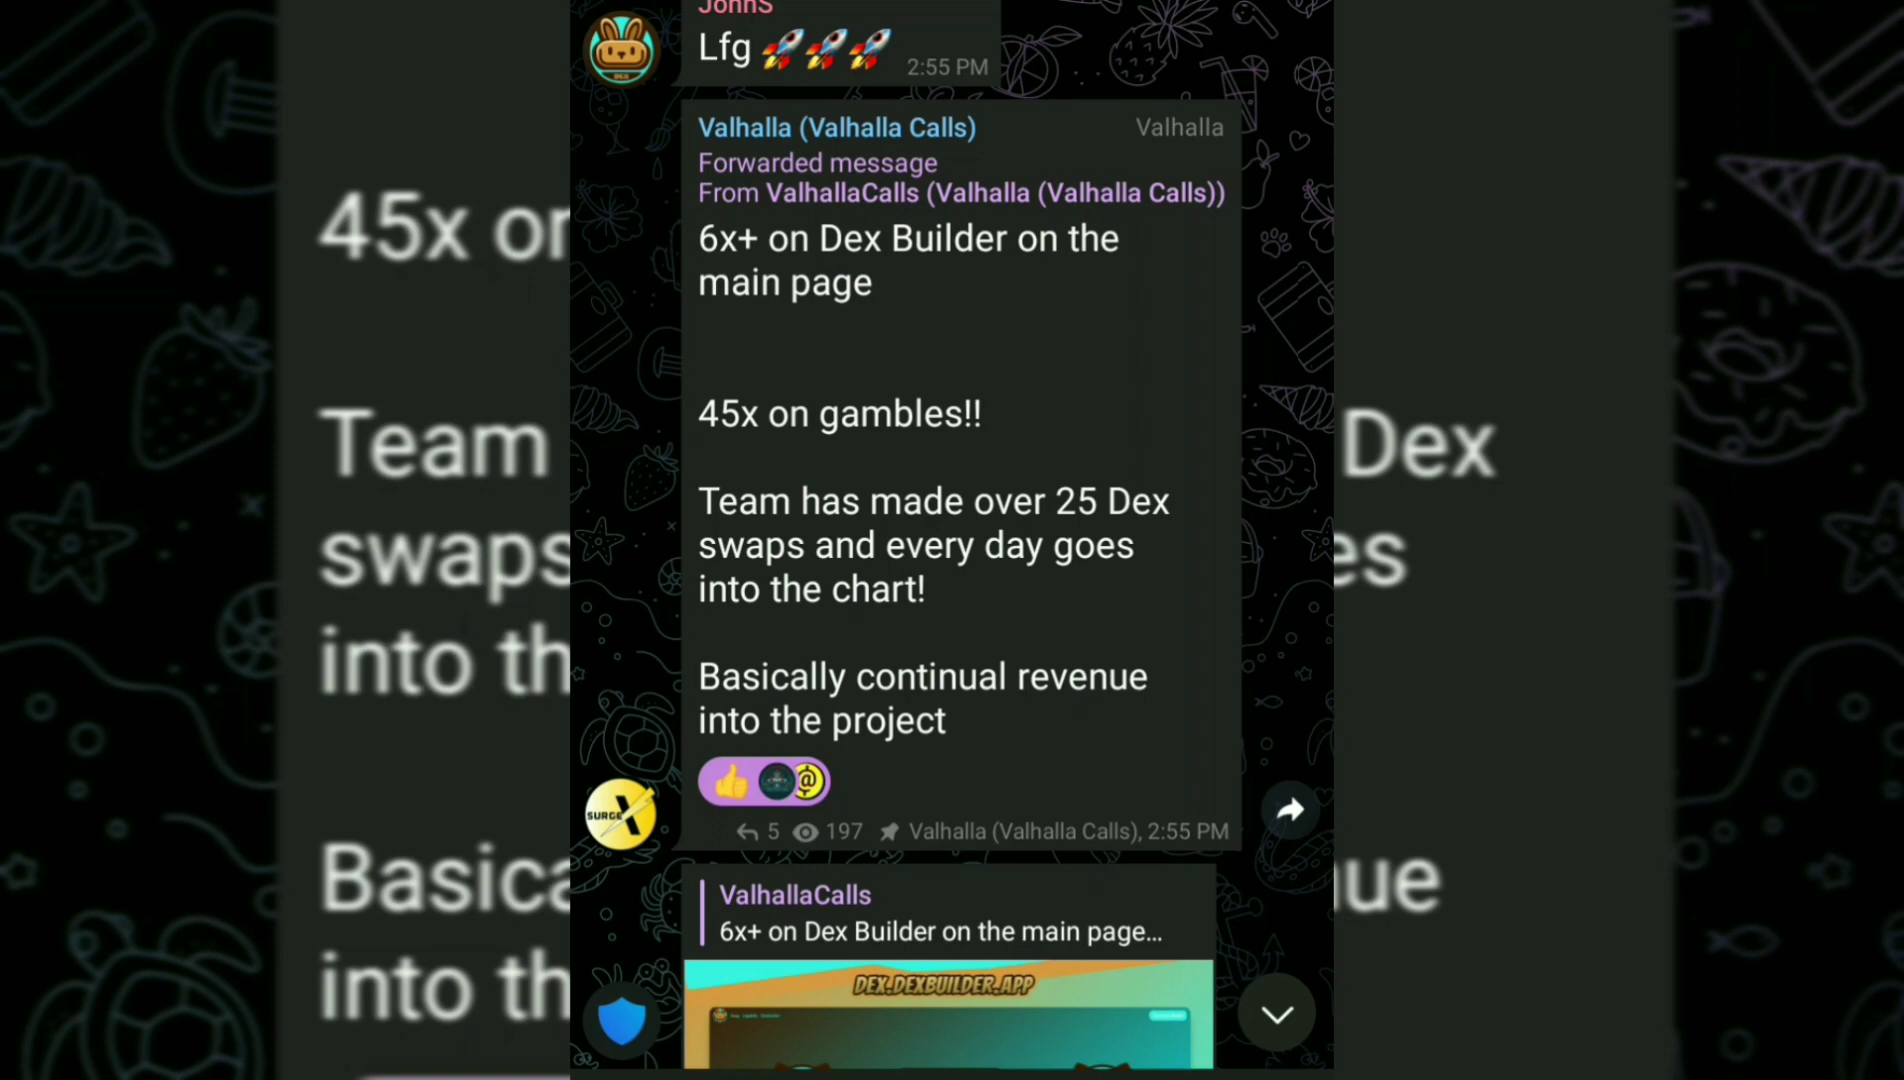 JohnS
Lfg 🚀🚀🚀 2:55 PM
Valhalla (Valhalla Calls) Valhalla
Forwarded message
From ValhallaCalls (Valhalla (Valhalla Calls))
6x+ on Dex Builder on the
main page
45x on gambles!!
Team has made over 25 Dex
swaps and every day goes
into the chart!
Basically continual revenue
into the project
5 197 Valhalla (Valhalla Calls), 2:55 PM
SURGE X
ValhallaCalls
6x+ on Dex Builder on the main page...
DEX.DEXBUILDER.APP
DEX
45x on
Team
Dex
swaps
es
into th
Basica
ue
into th